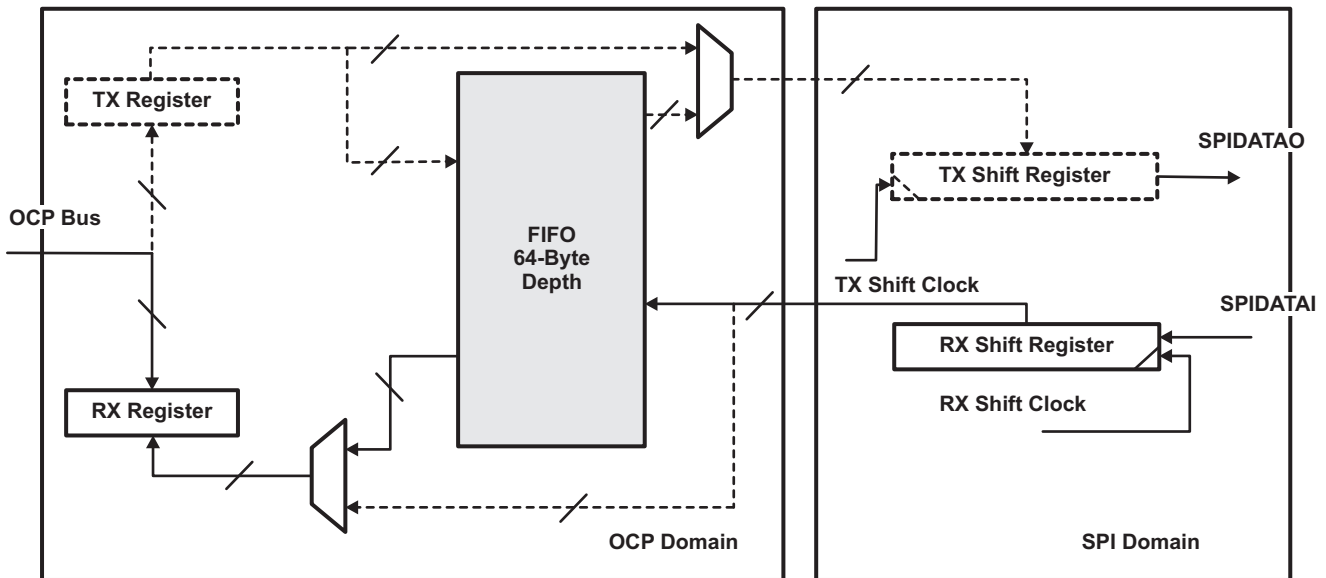 TX Register
SPIDATAO
TX Shift Register
OCP Bus
FIFO
64-Byte
Depth
TX Shift Clock
SPIDATAI
RX Shift Register
RX Register
RX Shift Clock
OCP Domain
SPI Domain